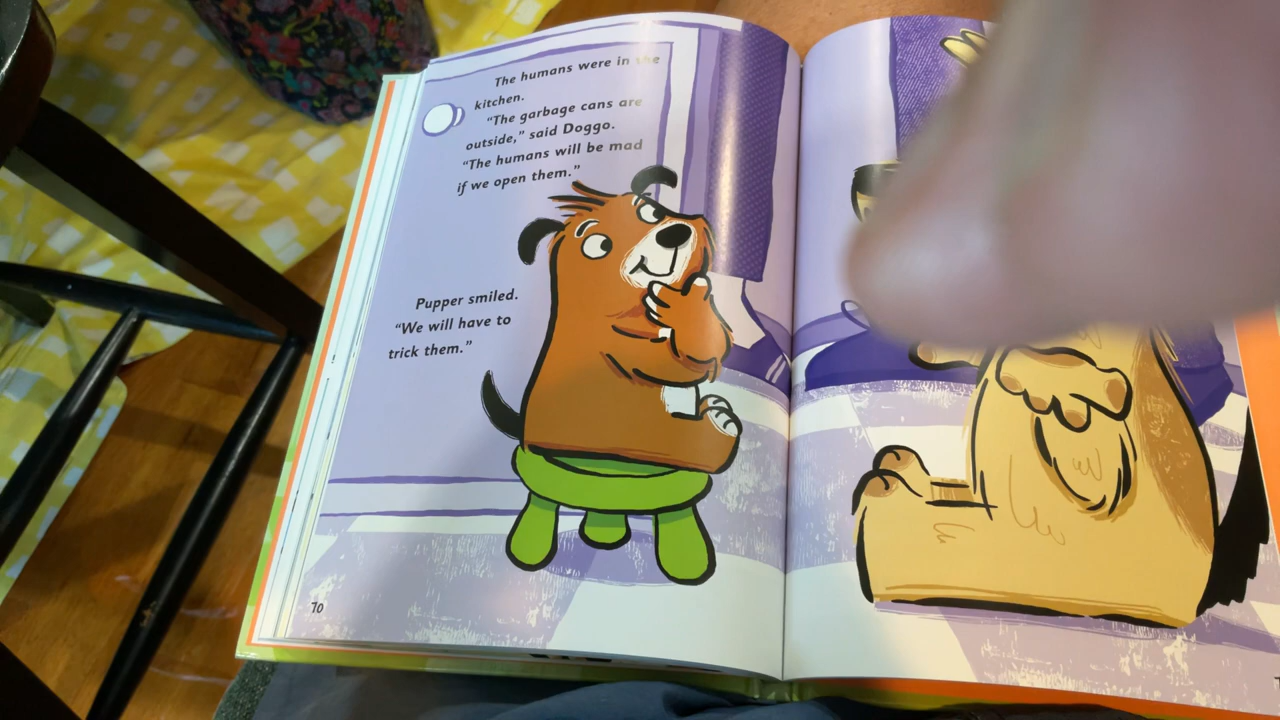 The humans were in the
kitchen.
"The garbage cans are
outside," said Doggo.
"The humans will be mad
if we open them."
Pupper smiled.
"We will have to
trick them."
10